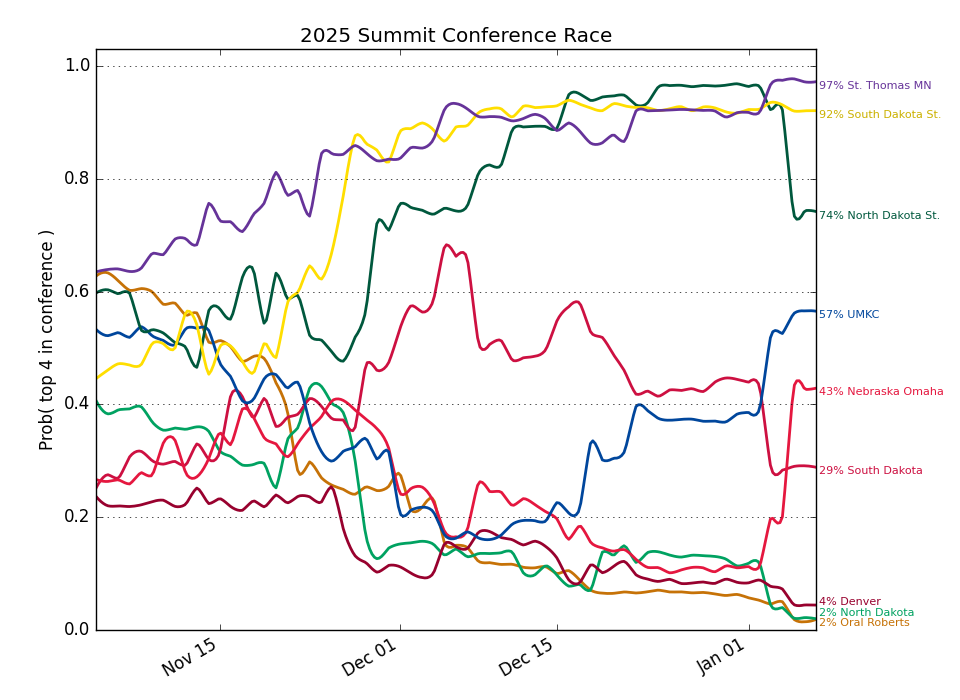 2025 Summit Conference Race
Prob( top 4 in conference )
1.0
0.8
0.6
0.4
0.2
0.0
Nov 15
Dec 01
Dec 15
Jan 01
97% St. Thomas MN
92% South Dakota St.
74% North Dakota St.
57% UMKC
43% Nebraska Omaha
29% South Dakota
4% Denver
2% North Dakota
2% Oral Roberts